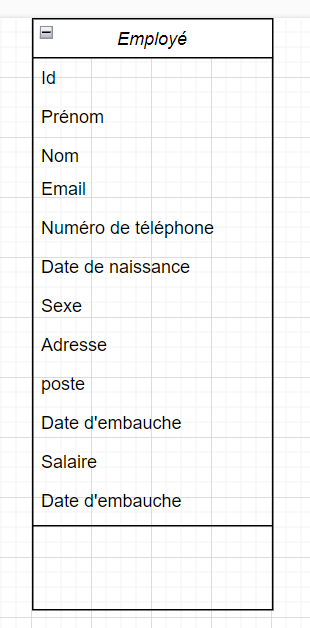 Employé
Id
Prénom
Nom
Email
Numéro de téléphone
Date de naissance
Sexe
Adresse
poste
Date d'embauche
Salaire
Date d'embauche